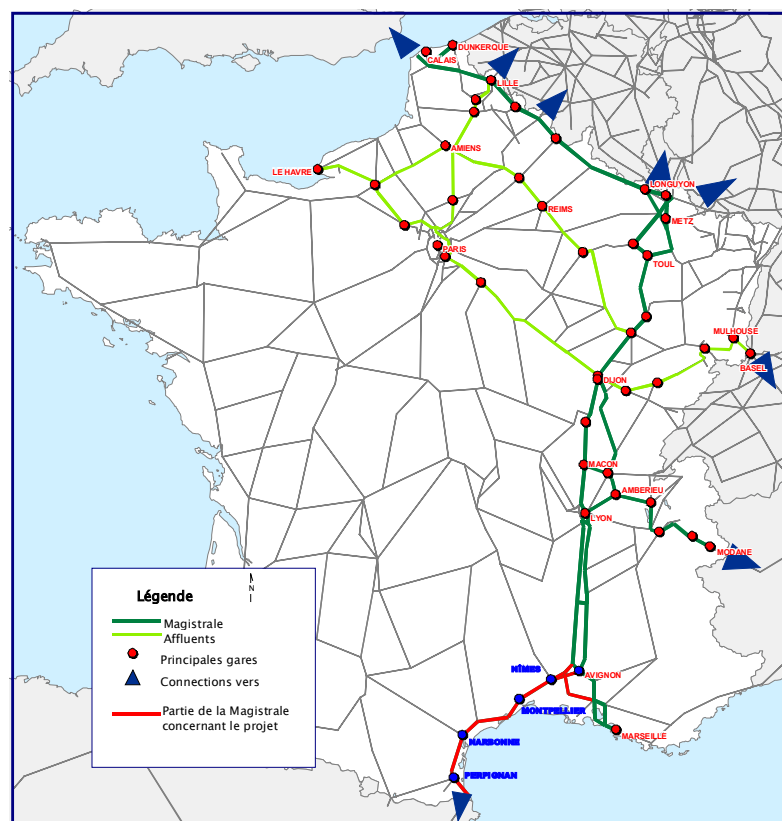 DUNKERQUE
CALAIS
LILLE
AMIENS
LE HAVRE
LONGUYON
REIMS
METZ
PARIS
TOUL
MULHOUSE
BASEL
DIJON
MACON
AMBERIEU
LYON
MODANE
Légende
N
Magistrale
Affluents
Principales gares
Connections vers
Partie de la Magistrale
concernant le projet
NÎMES
AVIGNON
MONTPELLIER
MARSEILLE
NARBONNE
PERPIGNAN